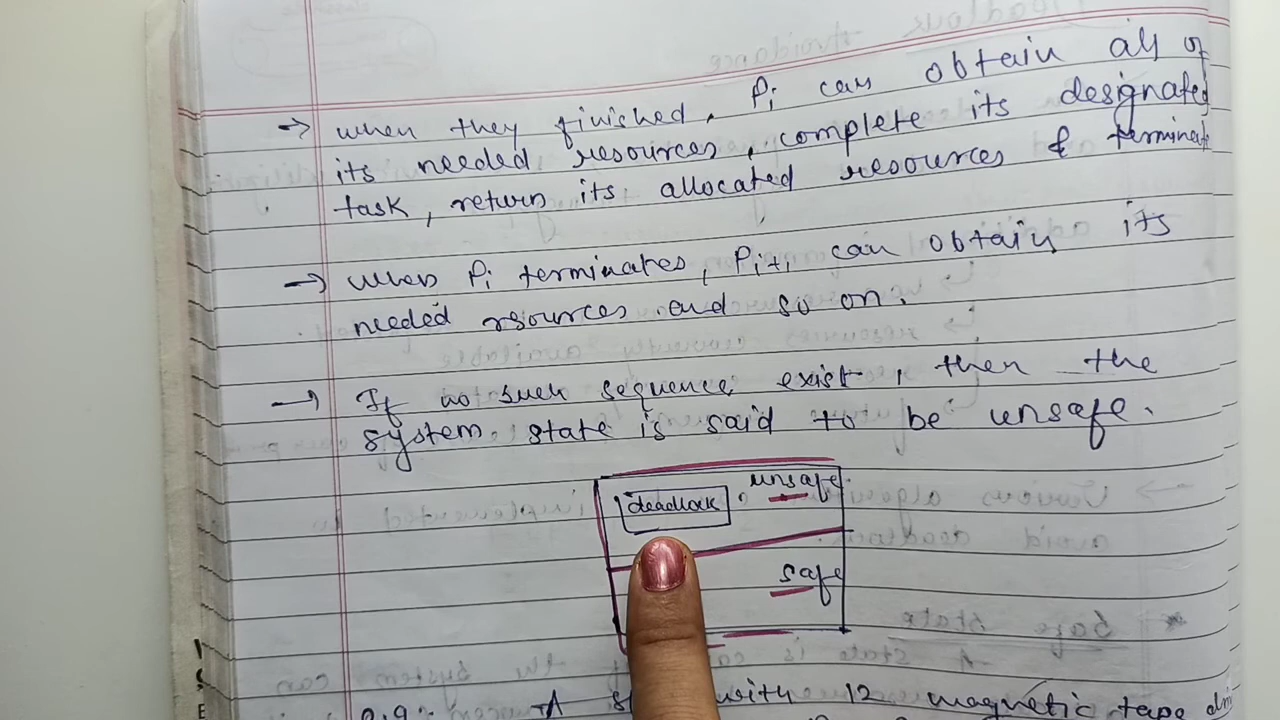 → when they finished, Pi can obtain all of
its needed resources, complete its designated
task, return its allocated resources & terminate
→ when Pi terminates, Pi+1 can obtain its
needed rsources and so on.
→ If no such sequence exist, then the
system state is said to be unsafe.
unsafe
deadlock
safe
A with 12 magnetic tape